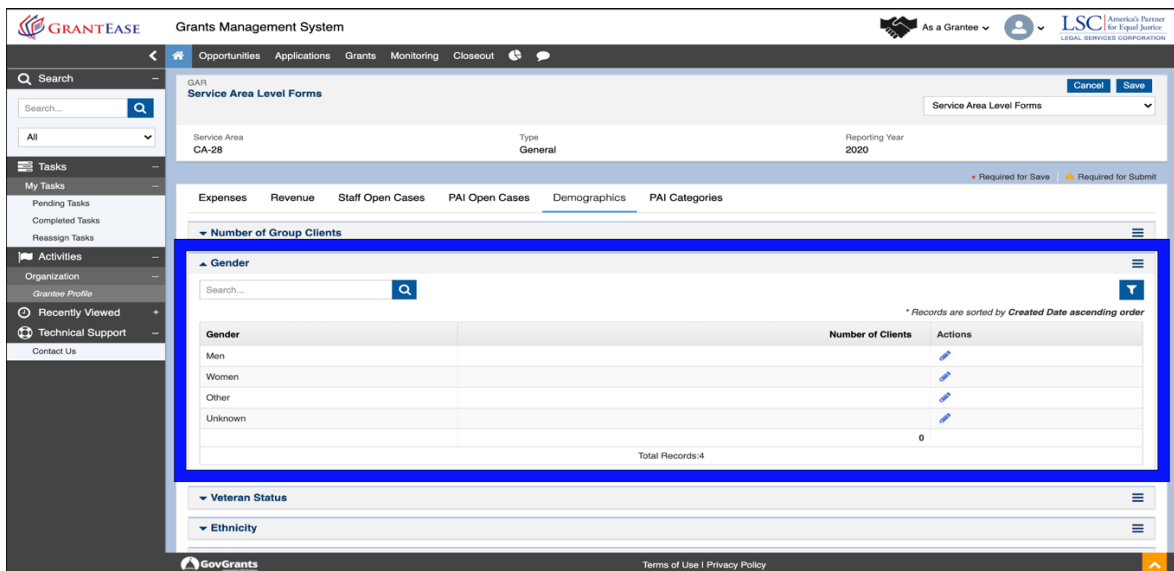 GRANTEASE
Grants Management System
As a Grantee
LSC America's Partner for Equal Justice
LEGAL SERVICES CORPORATION
Opportunities Applications Grants Monitoring Closeout
Search
Search...
All
Tasks
My Tasks
Pending Tasks
Completed Tasks
Reassign Tasks
Activities
Organization
Grantee Profile
Recently Viewed
Technical Support
Contact Us
GAR
Service Area Level Forms
Cancel Save
Service Area Level Forms
Service Area Type Reporting Year
CA-28 General 2020
• Required for Save Required for Submit
Expenses Revenue Staff Open Cases PAI Open Cases Demographics PAI Categories
Number of Group Clients
Gender
Search...
* Records are sorted by Created Date ascending order
Gender Number of Clients Actions
Men
Women
Other
Unknown
0
Total Records:4
Veteran Status
Ethnicity
GovGrants
Terms of Use I Privacy Policy